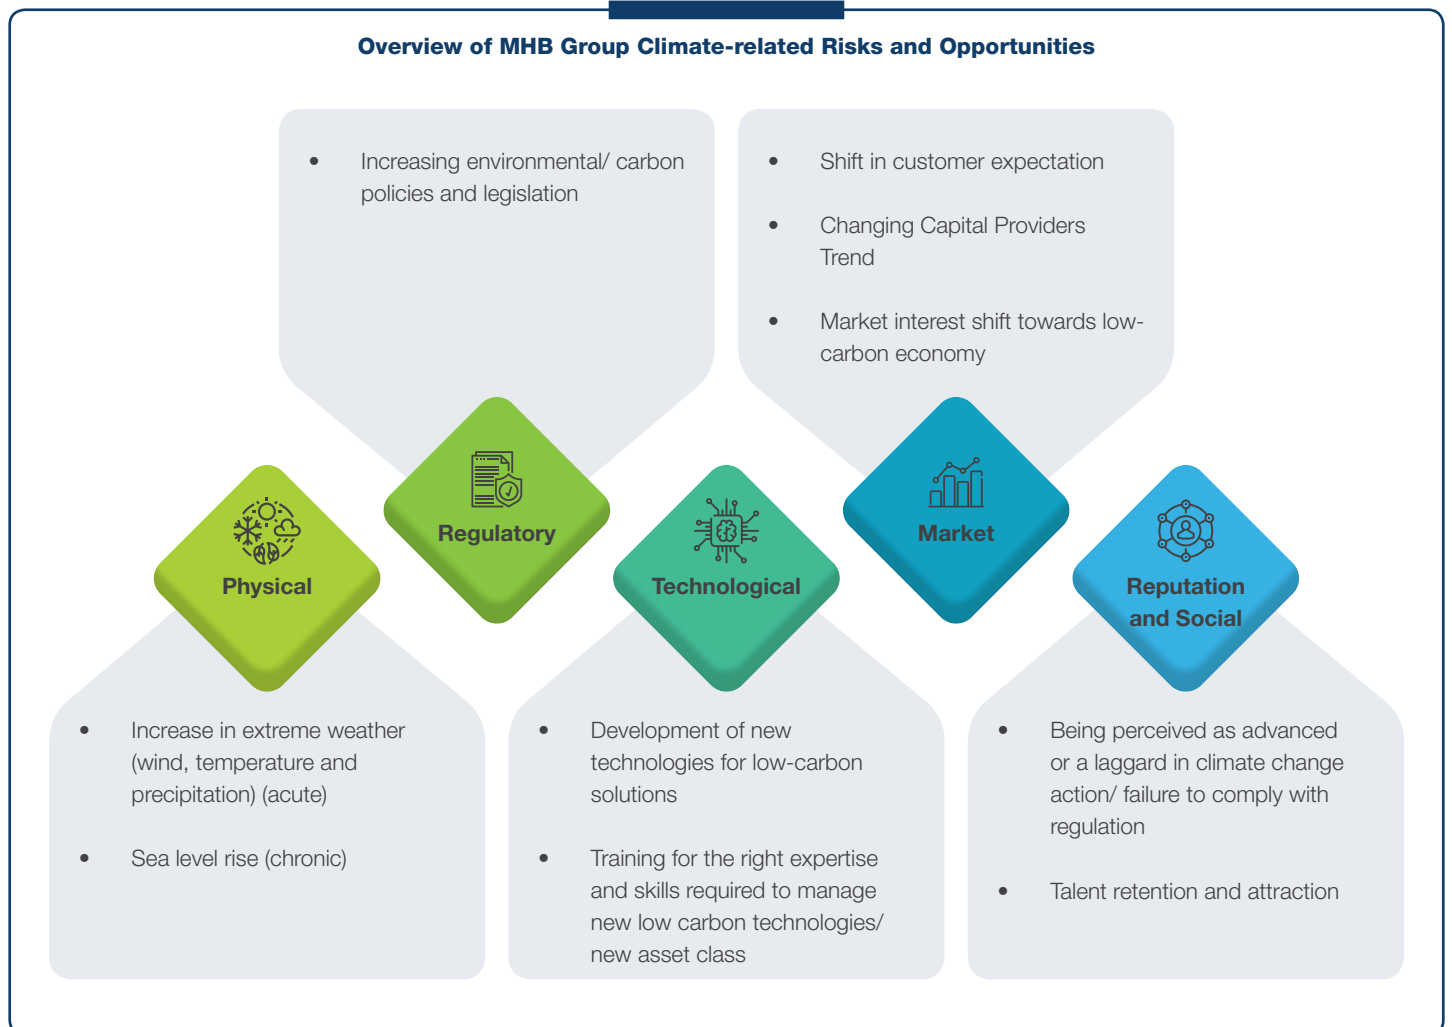 Overview of MHB Group Climate-related Risks and Opportunities
• Increasing environmental/ carbon
policies and legislation
• Shift in customer expectation
• Changing Capital Providers
Trend
• Market interest shift towards low-
carbon economy
Regulatory
Market
Physical
Technological
Reputation
and Social
• Increase in extreme weather
(wind, temperature and
precipitation) (acute)
• Sea level rise (chronic)
• Development of new
technologies for low-carbon
solutions
• Training for the right expertise
and skills required to manage
new low carbon technologies/
new asset class
• Being perceived as advanced
or a laggard in climate change
action/ failure to comply with
regulation
• Talent retention and attraction